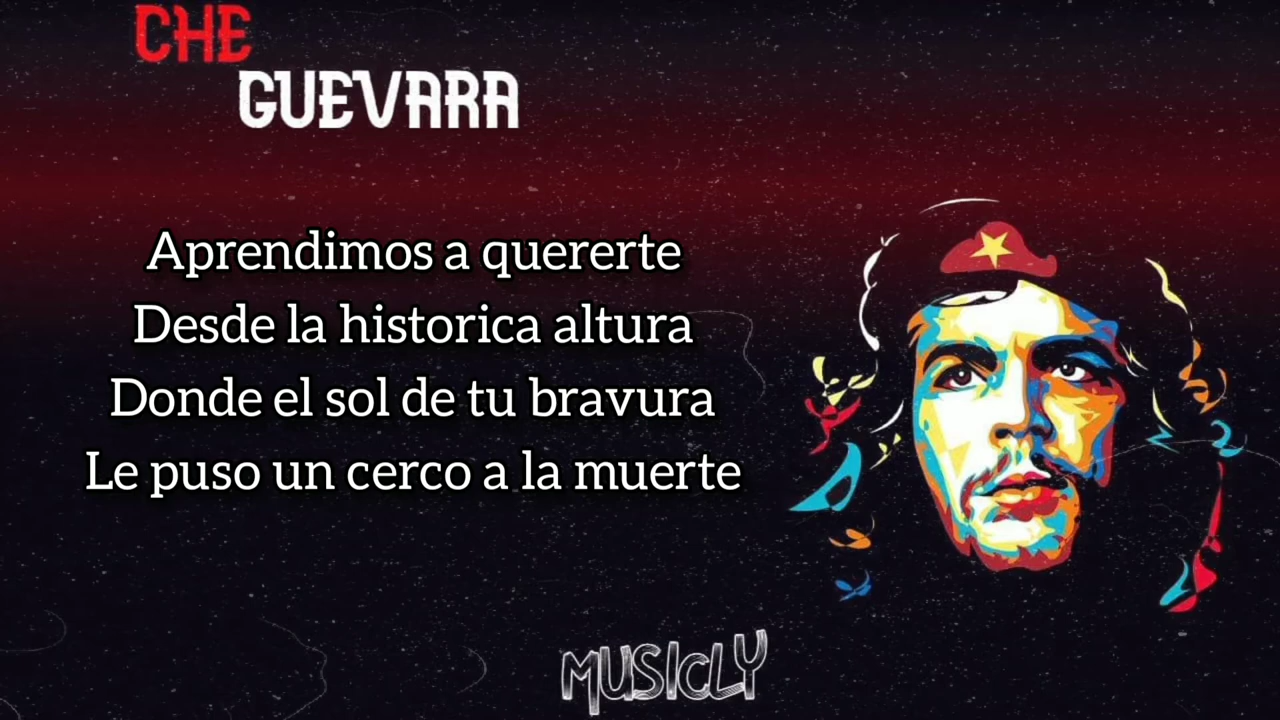 CHE
GUEVARA
Aprendimos a quererte
Desde la historica altura
Donde el sol de tu bravura
Le puso un cerco a la muerte
MUSICLY